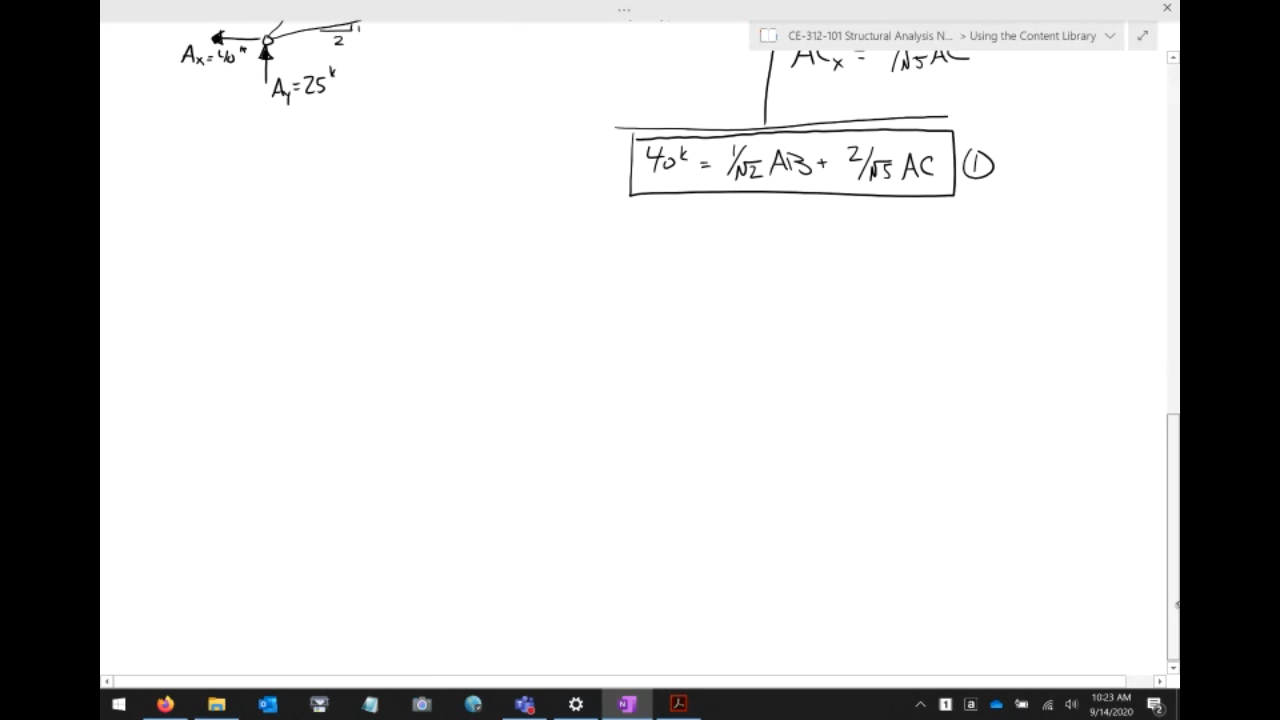 ...
CE-312-101 Structural Analysis N... > Using the Content Library
1
2
Ax=40k
Ay=25k
ACx = /√5 AC
40k = 1/√2 AB + 2/√5 AC ①
10:23 AM
9/14/2020